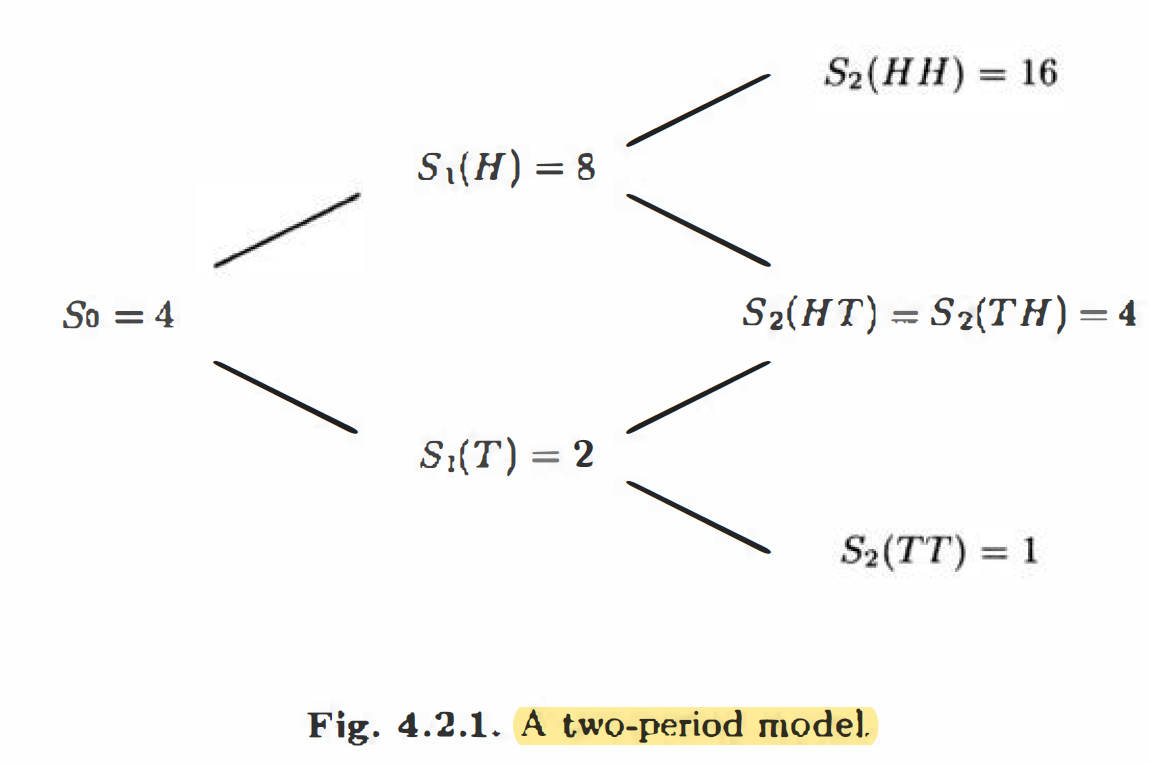 S₂(HH) = 16
S₁(H) = 8
S₀ = 4
S₂(HT) = S₂(TH) = 4
S₁(T) = 2
S₂(TT) = 1
Fig. 4.2.1. A two-period model.